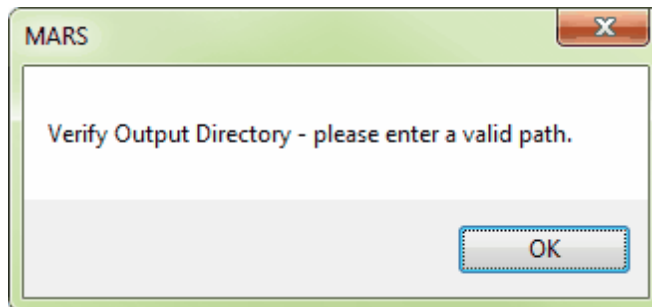 MARS
Verify Output Directory - please enter a valid path.
OK